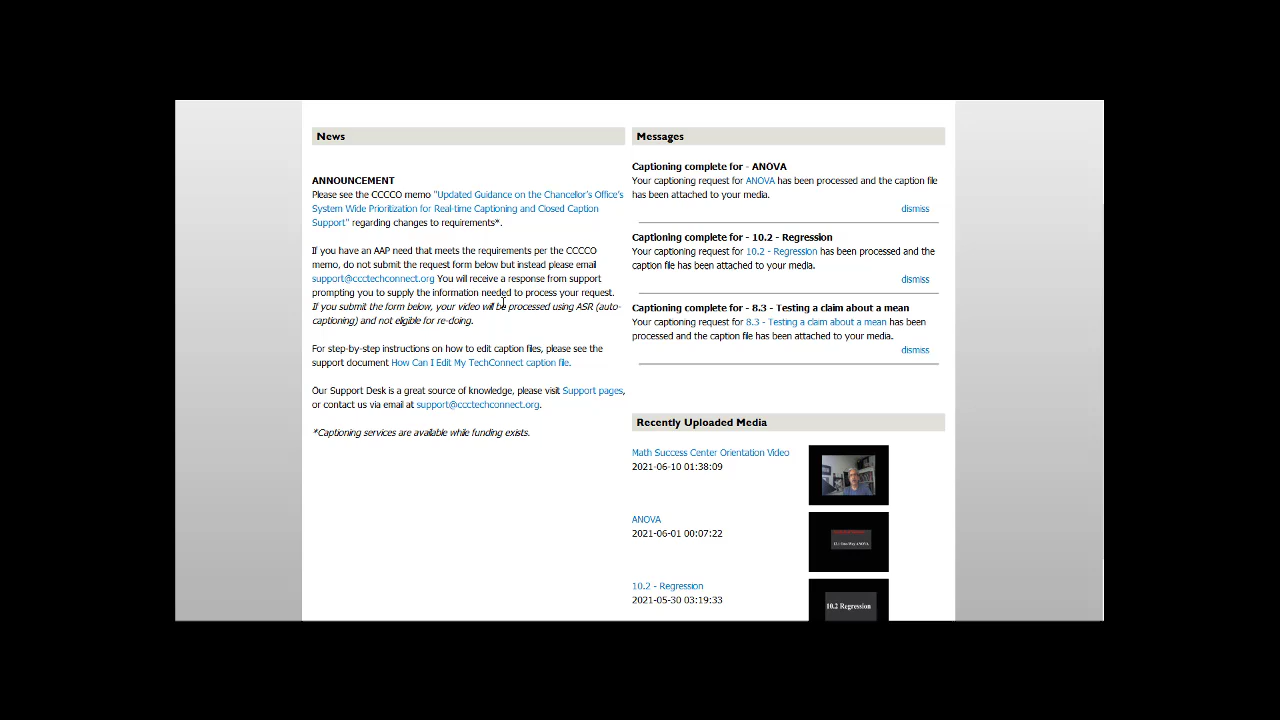 News
ANNOUNCEMENT
Please see the CCCCO memo "Updated Guidance on the Chancellor's Office's
System Wide Prioritization for Real-time Captioning and Closed Caption
Support" regarding changes to requirements*.
If you have an AAP need that meets the requirements per the CCCCO
memo, do not submit the request form below but instead please email
support@ccctechconnect.org You will receive a response from support
prompting you to supply the information needed to process your request.
If you submit the form below, your video will be processed using ASR (auto-
captioning) and not eligible for re-doing.
For step-by-step instructions on how to edit caption files, please see the
support document How Can I Edit My TechConnect caption file.
Our Support Desk is a great source of knowledge, please visit Support pages,
or contact us via email at support@ccctechconnect.org.
*Captioning services are available while funding exists.
Messages
Captioning complete for - ANOVA
Your captioning request for ANOVA has been processed and the caption file
has been attached to your media.
dismiss
Captioning complete for - 10.2 - Regression
Your captioning request for 10.2 - Regression has been processed and the
caption file has been attached to your media.
dismiss
Captioning complete for - 8.3 - Testing a claim about a mean
Your captioning request for 8.3 - Testing a claim about a mean has been
processed and the caption file has been attached to your media.
dismiss
Recently Uploaded Media
Math Success Center Orientation Video
2021-06-10 01:38:09
ANOVA
2021-06-01 00:07:22
10.2 - Regression
2021-05-30 03:19:33
10.2 Regression